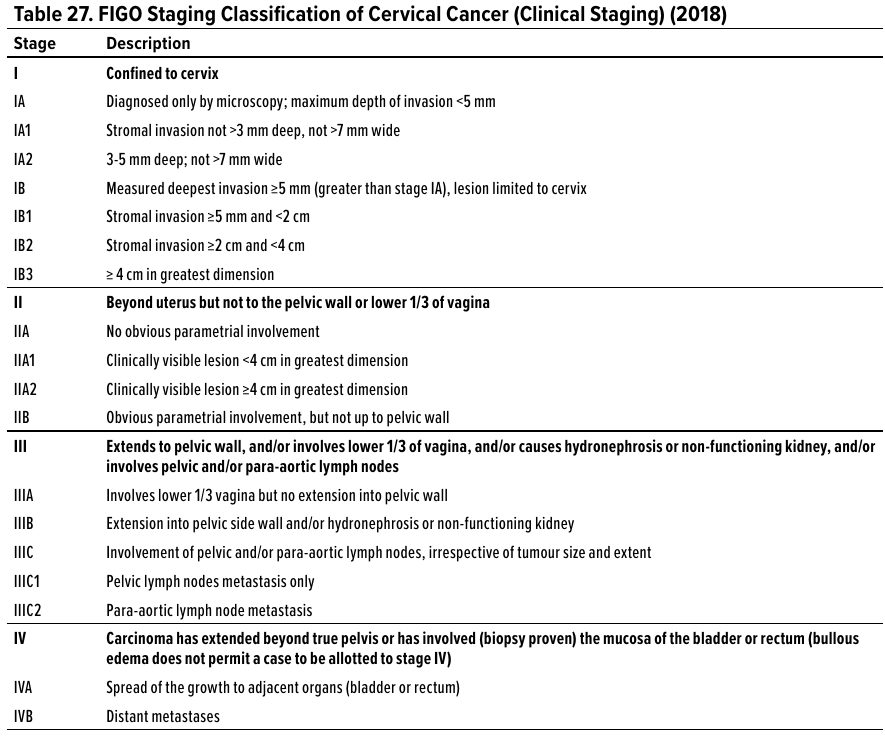 Table 27. FIGO Staging Classification of Cervical Cancer (Clinical Staging) (2018)
Stage Description
I Confined to cervix
IA Diagnosed only by microscopy; maximum depth of invasion <5 mm
IA1 Stromal invasion not >3 mm deep, not >7 mm wide
IA2 3-5 mm deep; not >7 mm wide
IB Measured deepest invasion ≥5 mm (greater than stage IA), lesion limited to cervix
IB1 Stromal invasion ≥5 mm and <2 cm
IB2 Stromal invasion ≥2 cm and <4 cm
IB3 ≥ 4 cm in greatest dimension
II Beyond uterus but not to the pelvic wall or lower 1/3 of vagina
IIA No obvious parametrial involvement
IIA1 Clinically visible lesion <4 cm in greatest dimension
IIA2 Clinically visible lesion ≥4 cm in greatest dimension
IIB Obvious parametrial involvement, but not up to pelvic wall
III Extends to pelvic wall, and/or involves lower 1/3 of vagina, and/or causes hydronephrosis or non-functioning kidney, and/or
involves pelvic and/or para-aortic lymph nodes
IIIA Involves lower 1/3 vagina but no extension into pelvic wall
IIIB Extension into pelvic side wall and/or hydronephrosis or non-functioning kidney
IIIC Involvement of pelvic and/or para-aortic lymph nodes, irrespective of tumour size and extent
IIIC1 Pelvic lymph nodes metastasis only
IIIC2 Para-aortic lymph node metastasis
IV Carcinoma has extended beyond true pelvis or has involved (biopsy proven) the mucosa of the bladder or rectum (bullous
edema does not permit a case to be allotted to stage IV)
IVA Spread of the growth to adjacent organs (bladder or rectum)
IVB Distant metastases